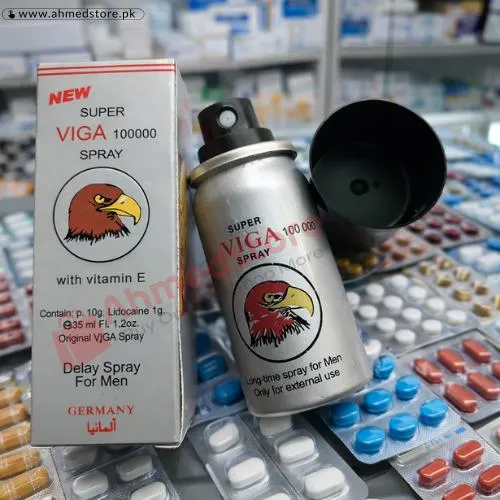 www.ahmedstore.pk
NEW
SUPER
VIGA 100000
SPRAY
with vitamin E
Contain: p. 10g. Lidocaine 1g.
℮35 ml Fl. 1.2oz.
Original VIGA Spray
Delay Spray
For Men
GERMANY
ألمانيا
SUPER
VIGA 100 000
SPRAY
Long-time spray for Men
Only for external use